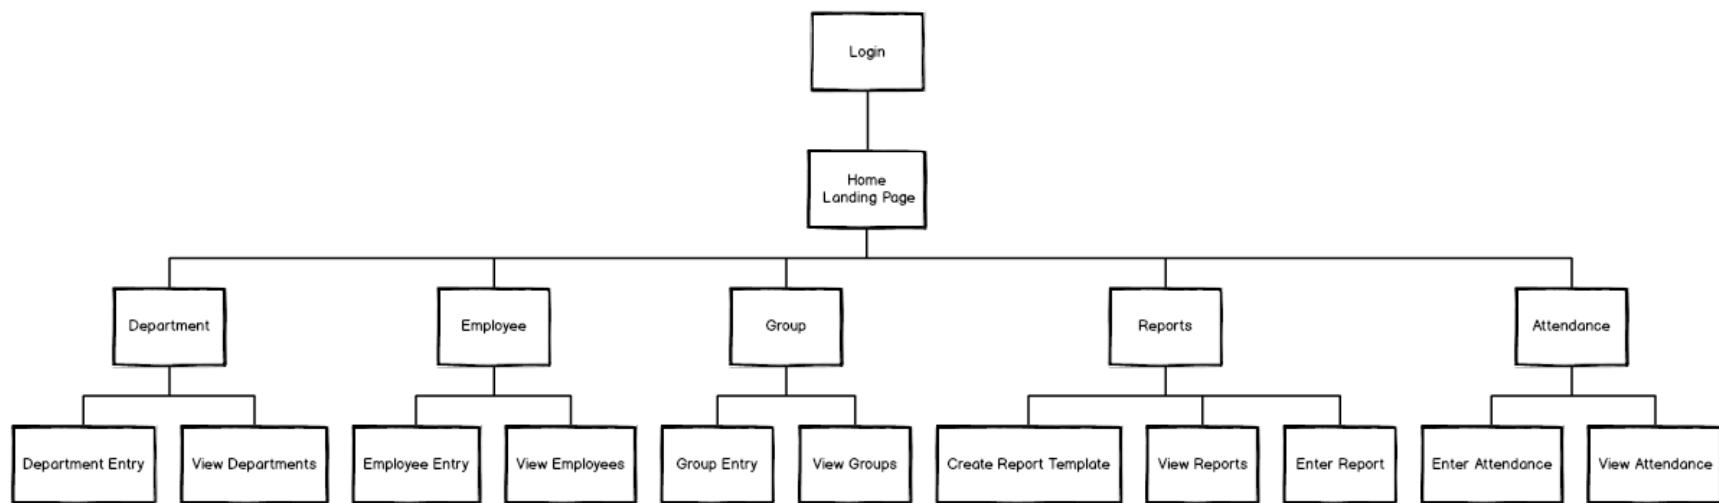 Login
Home
Landing Page
Department
Employee
Group
Reports
Attendance
Department Entry
View Departments
Employee Entry
View Employees
Group Entry
View Groups
Create Report Template
View Reports
Enter Report
Enter Attendance
View Attendance